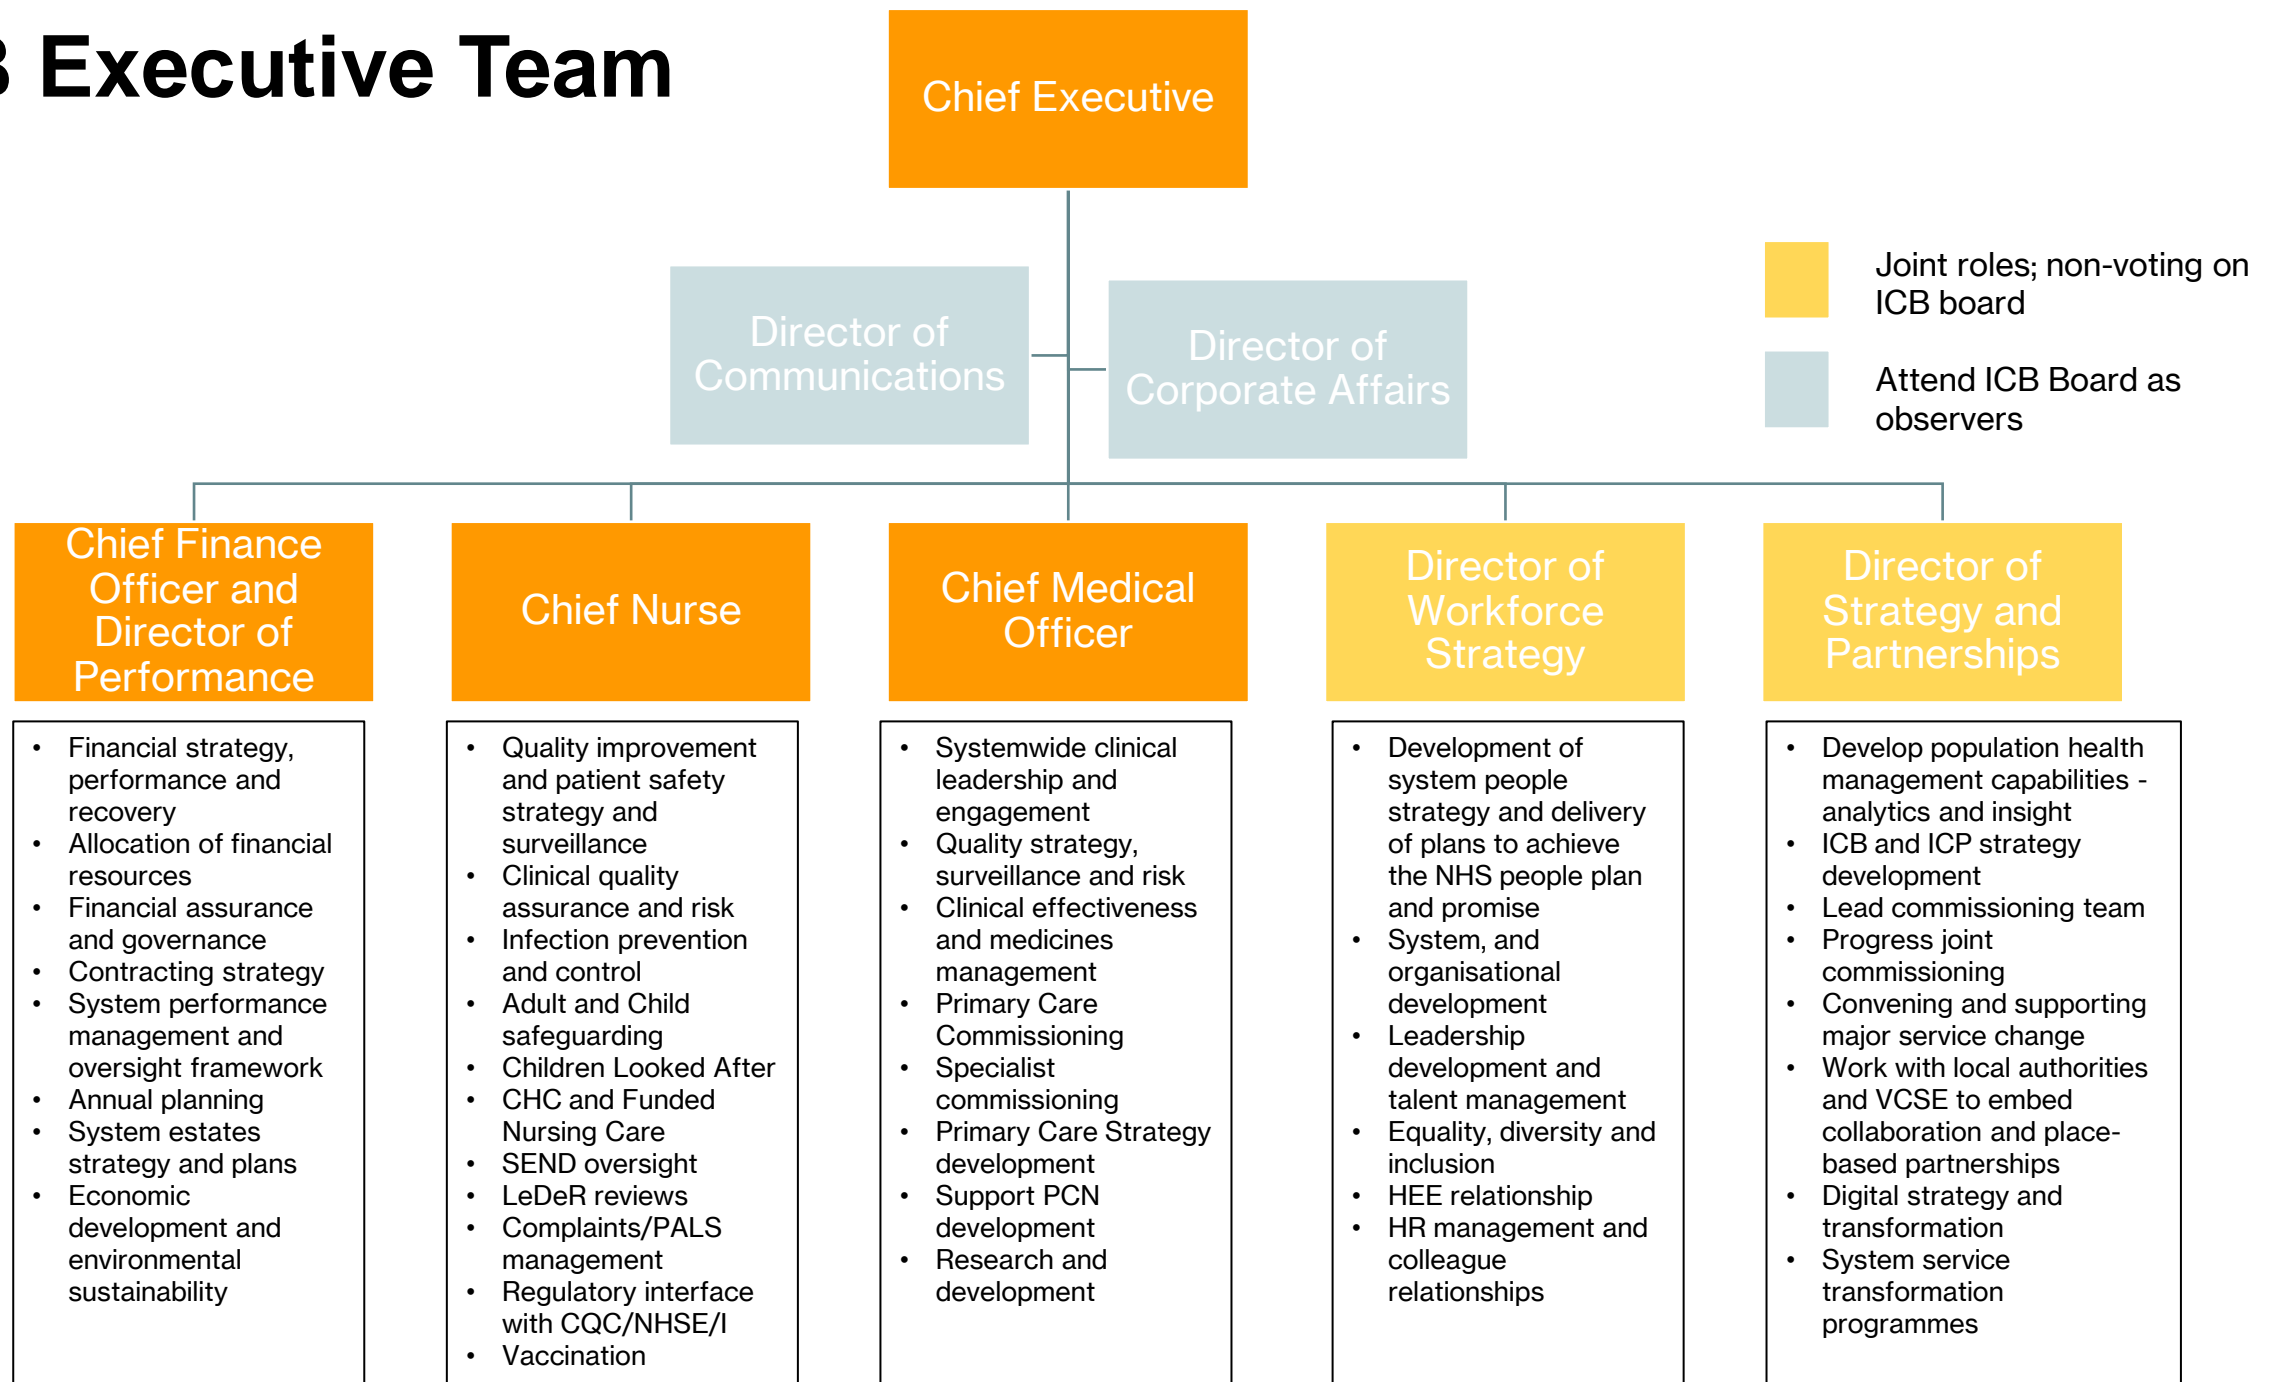 B Executive Team
Chief Executive
Director of
Communications
Director of
Corporate Affairs
Joint roles; non-voting on
ICB board
Attend ICB Board as
observers
Chief Finance
Officer and
Director of
Performance
Chief Nurse
Chief Medical
Officer
Director of
Workforce
Strategy
Director of
Strategy and
Partnerships
• Financial strategy,
performance and
recovery
• Allocation of financial
resources
• Financial assurance
and governance
• Contracting strategy
• System performance
management and
oversight framework
• Annual planning
• System estates
strategy and plans
• Economic
development and
environmental
sustainability
• Quality improvement
and patient safety
strategy and
surveillance
• Clinical quality
assurance and risk
• Infection prevention
and control
• Adult and Child
safeguarding
• Children Looked After
• CHC and Funded
Nursing Care
• SEND oversight
• LeDeR reviews
• Complaints/PALS
management
• Regulatory interface
with CQC/NHSE/I
• Vaccination
• Systemwide clinical
leadership and
engagement
• Quality strategy,
surveillance and risk
• Clinical effectiveness
and medicines
management
• Primary Care
Commissioning
• Specialist
commissioning
• Primary Care Strategy
development
• Support PCN
development
• Research and
development
• Development of
system people
strategy and delivery
of plans to achieve
the NHS people plan
and promise
• System, and
organisational
development
• Leadership
development and
talent management
• Equality, diversity and
inclusion
• HEE relationship
• HR management and
colleague
relationships
• Develop population health
management capabilities -
analytics and insight
• ICB and ICP strategy
development
• Lead commissioning team
• Progress joint
commissioning
• Convening and supporting
major service change
• Work with local authorities
and VCSE to embed
collaboration and place-
based partnerships
• Digital strategy and
transformation
• System service
transformation
programmes